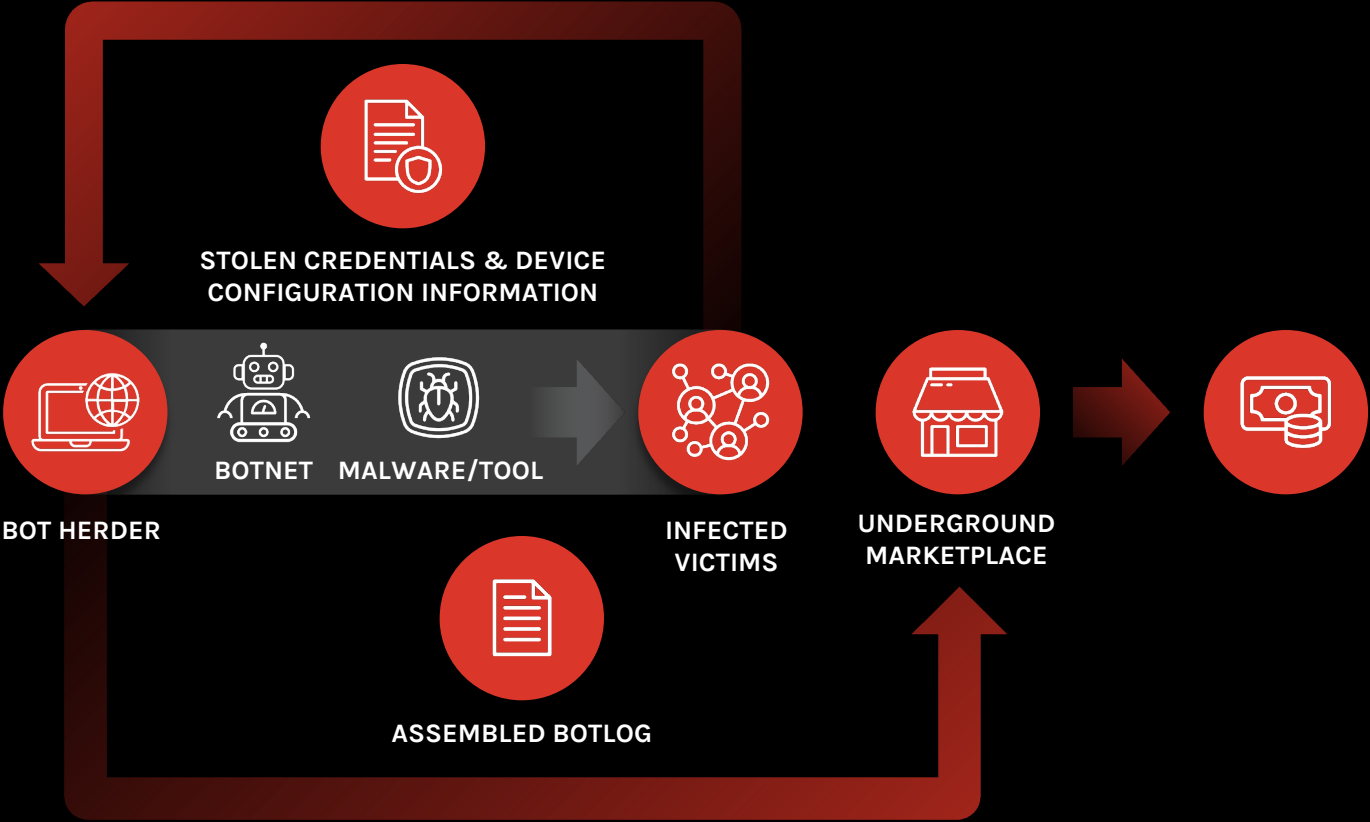 STOLEN CREDENTIALS & DEVICE
CONFIGURATION INFORMATION
BOTNET
MALWARE/TOOL
BOT HERDER
INFECTED
VICTIMS
UNDERGROUND
MARKETPLACE
ASSEMBLED BOTLOG